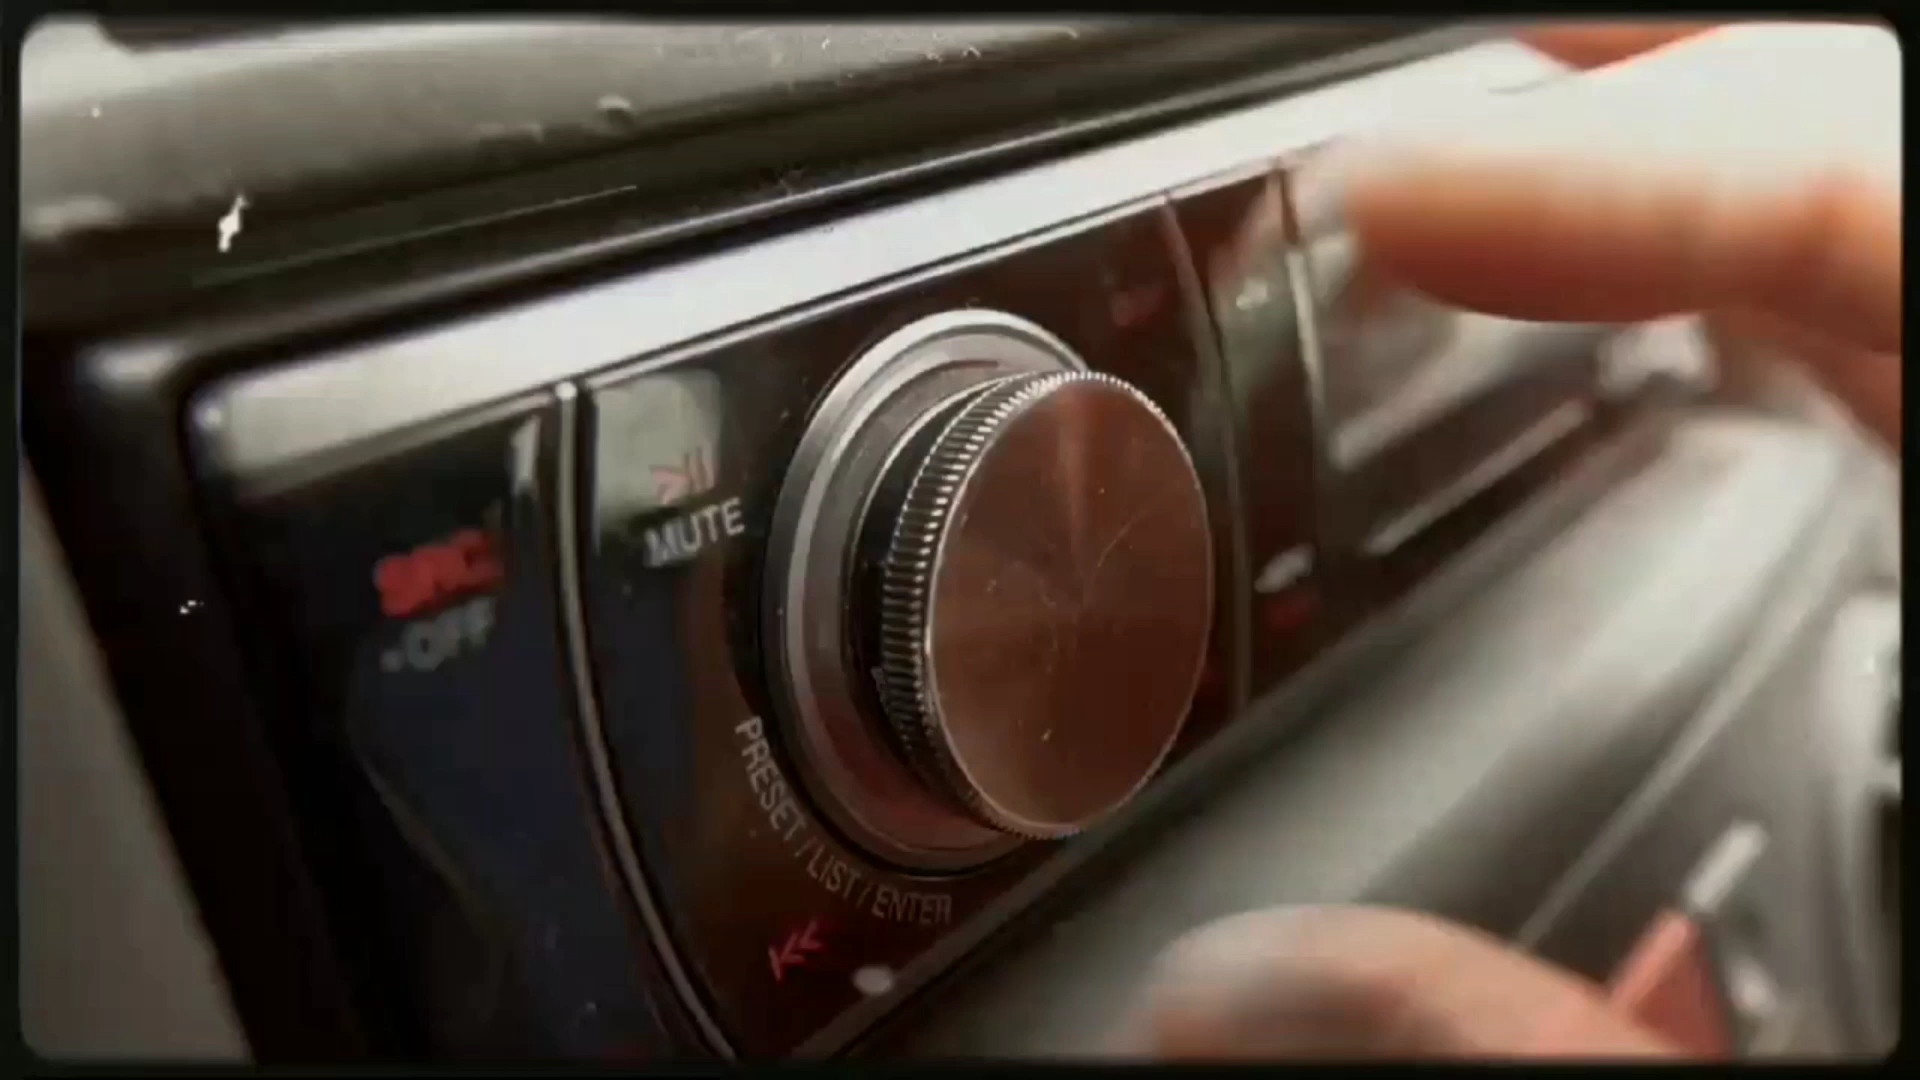 SRC
-OFF
MUTE
PRESET / LIST / ENTER